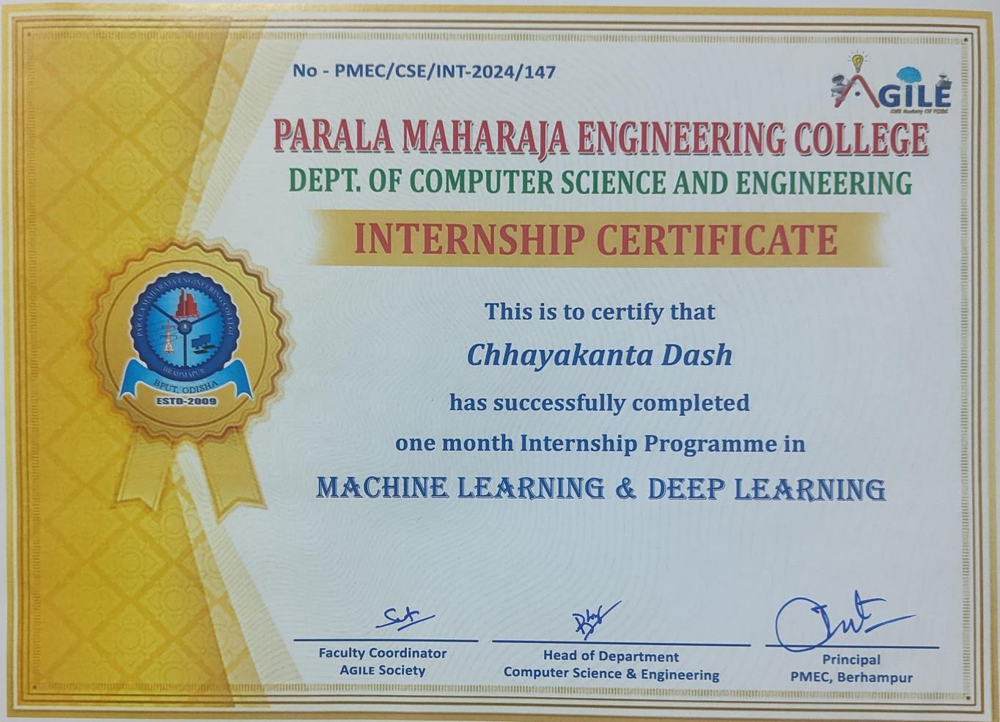 No - PMEC/CSE/INT-2024/147
AGiLE
PARALA MAHARAJA ENGINEERING COLLEGE
DEPT. OF COMPUTER SCIENCE AND ENGINEERING
INTERNSHIP CERTIFICATE
This is to certify that
Chhayakanta Dash
has successfully completed
one month Internship Programme in
MACHINE LEARNING & DEEP LEARNING
PARALA MAHARAJA ENGINEERING COLLEGE
BRAHMAPUR
BPUT, ODISHA
ESTD-2009
Faculty Coordinator
AGILE Society
Head of Department
Computer Science & Engineering
Principal
PMEC, Berhampur